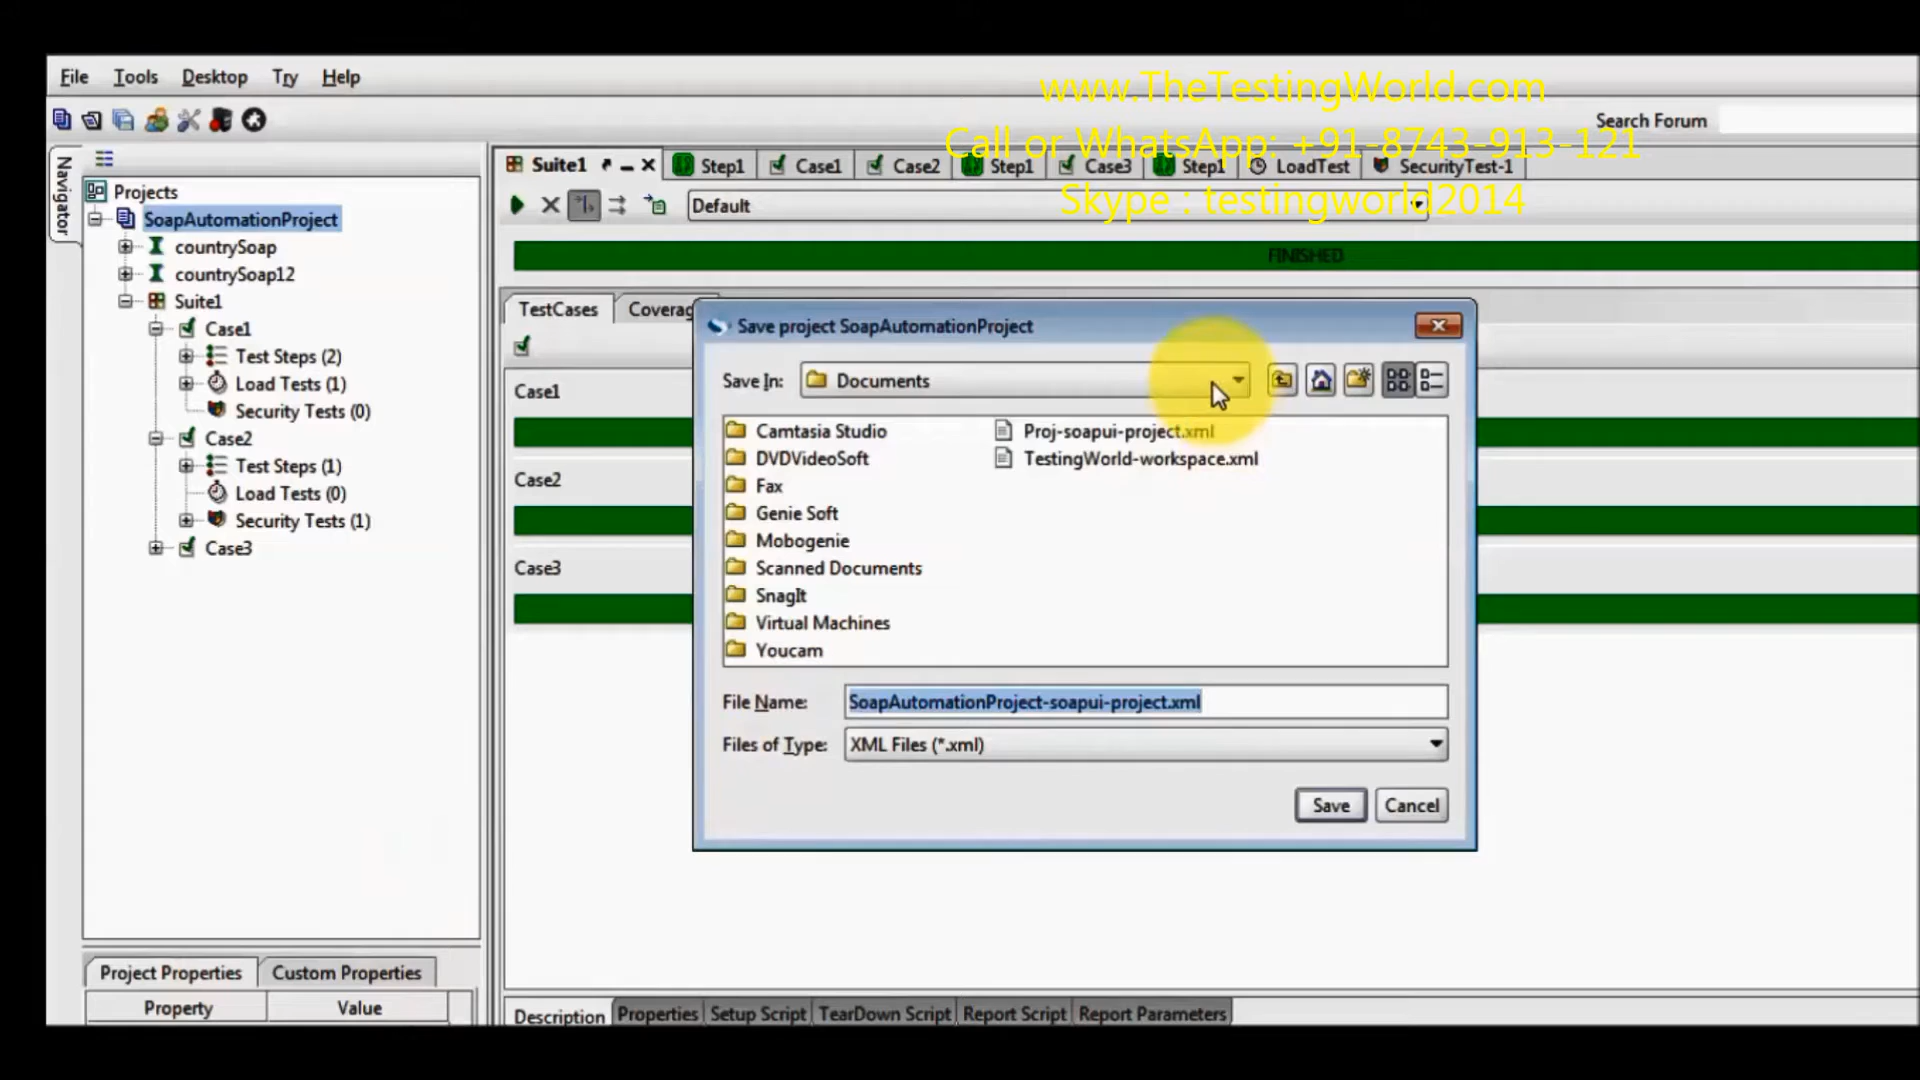 File Tools Desktop Try Help
www.TheTestingWorld.com
Search Forum
Call or WhatsApp: +91-8743-913-121
Skype : testingworld2014
Navigator
Projects
SoapAutomationProject
countrySoap
countrySoap12
Suite1
Case1
Test Steps (2)
Load Tests (1)
Security Tests (0)
Case2
Test Steps (1)
Load Tests (0)
Security Tests (1)
Case3
Project Properties Custom Properties
Property Value
Suite1 Step1 Case1 Case2 Step1 Case3 Step1 LoadTest SecurityTest-1
Default
FINISHED
TestCases Coverag
Case1
Case2
Case3
Save project SoapAutomationProject
Save In: Documents
Camtasia Studio
DVDVideoSoft
Fax
Genie Soft
Mobogenie
Scanned Documents
SnagIt
Virtual Machines
Youcam
Proj-soapui-project.xml
TestingWorld-workspace.xml
File Name: SoapAutomationProject-soapui-project.xml
Files of Type: XML Files (*.xml)
Save Cancel
Description Properties Setup Script TearDown Script Report Script Report Parameters